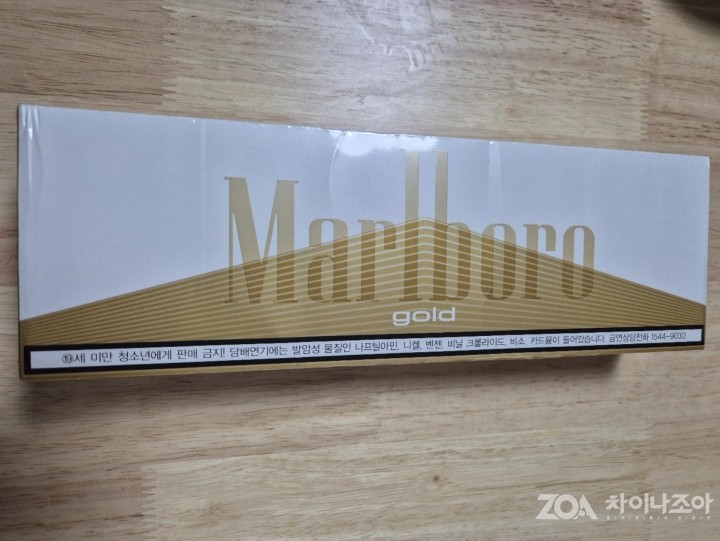 Marlboro
gold
⑲세 미만 청소년에게 판매 금지! 담배연기에는 발암성 물질인 나프틸아민, 니켈, 벤젠, 비닐 크롤라이드, 비소, 카드뮴이 들어있습니다. 금연상담전화 1544-9030
ZOA 차이나조아